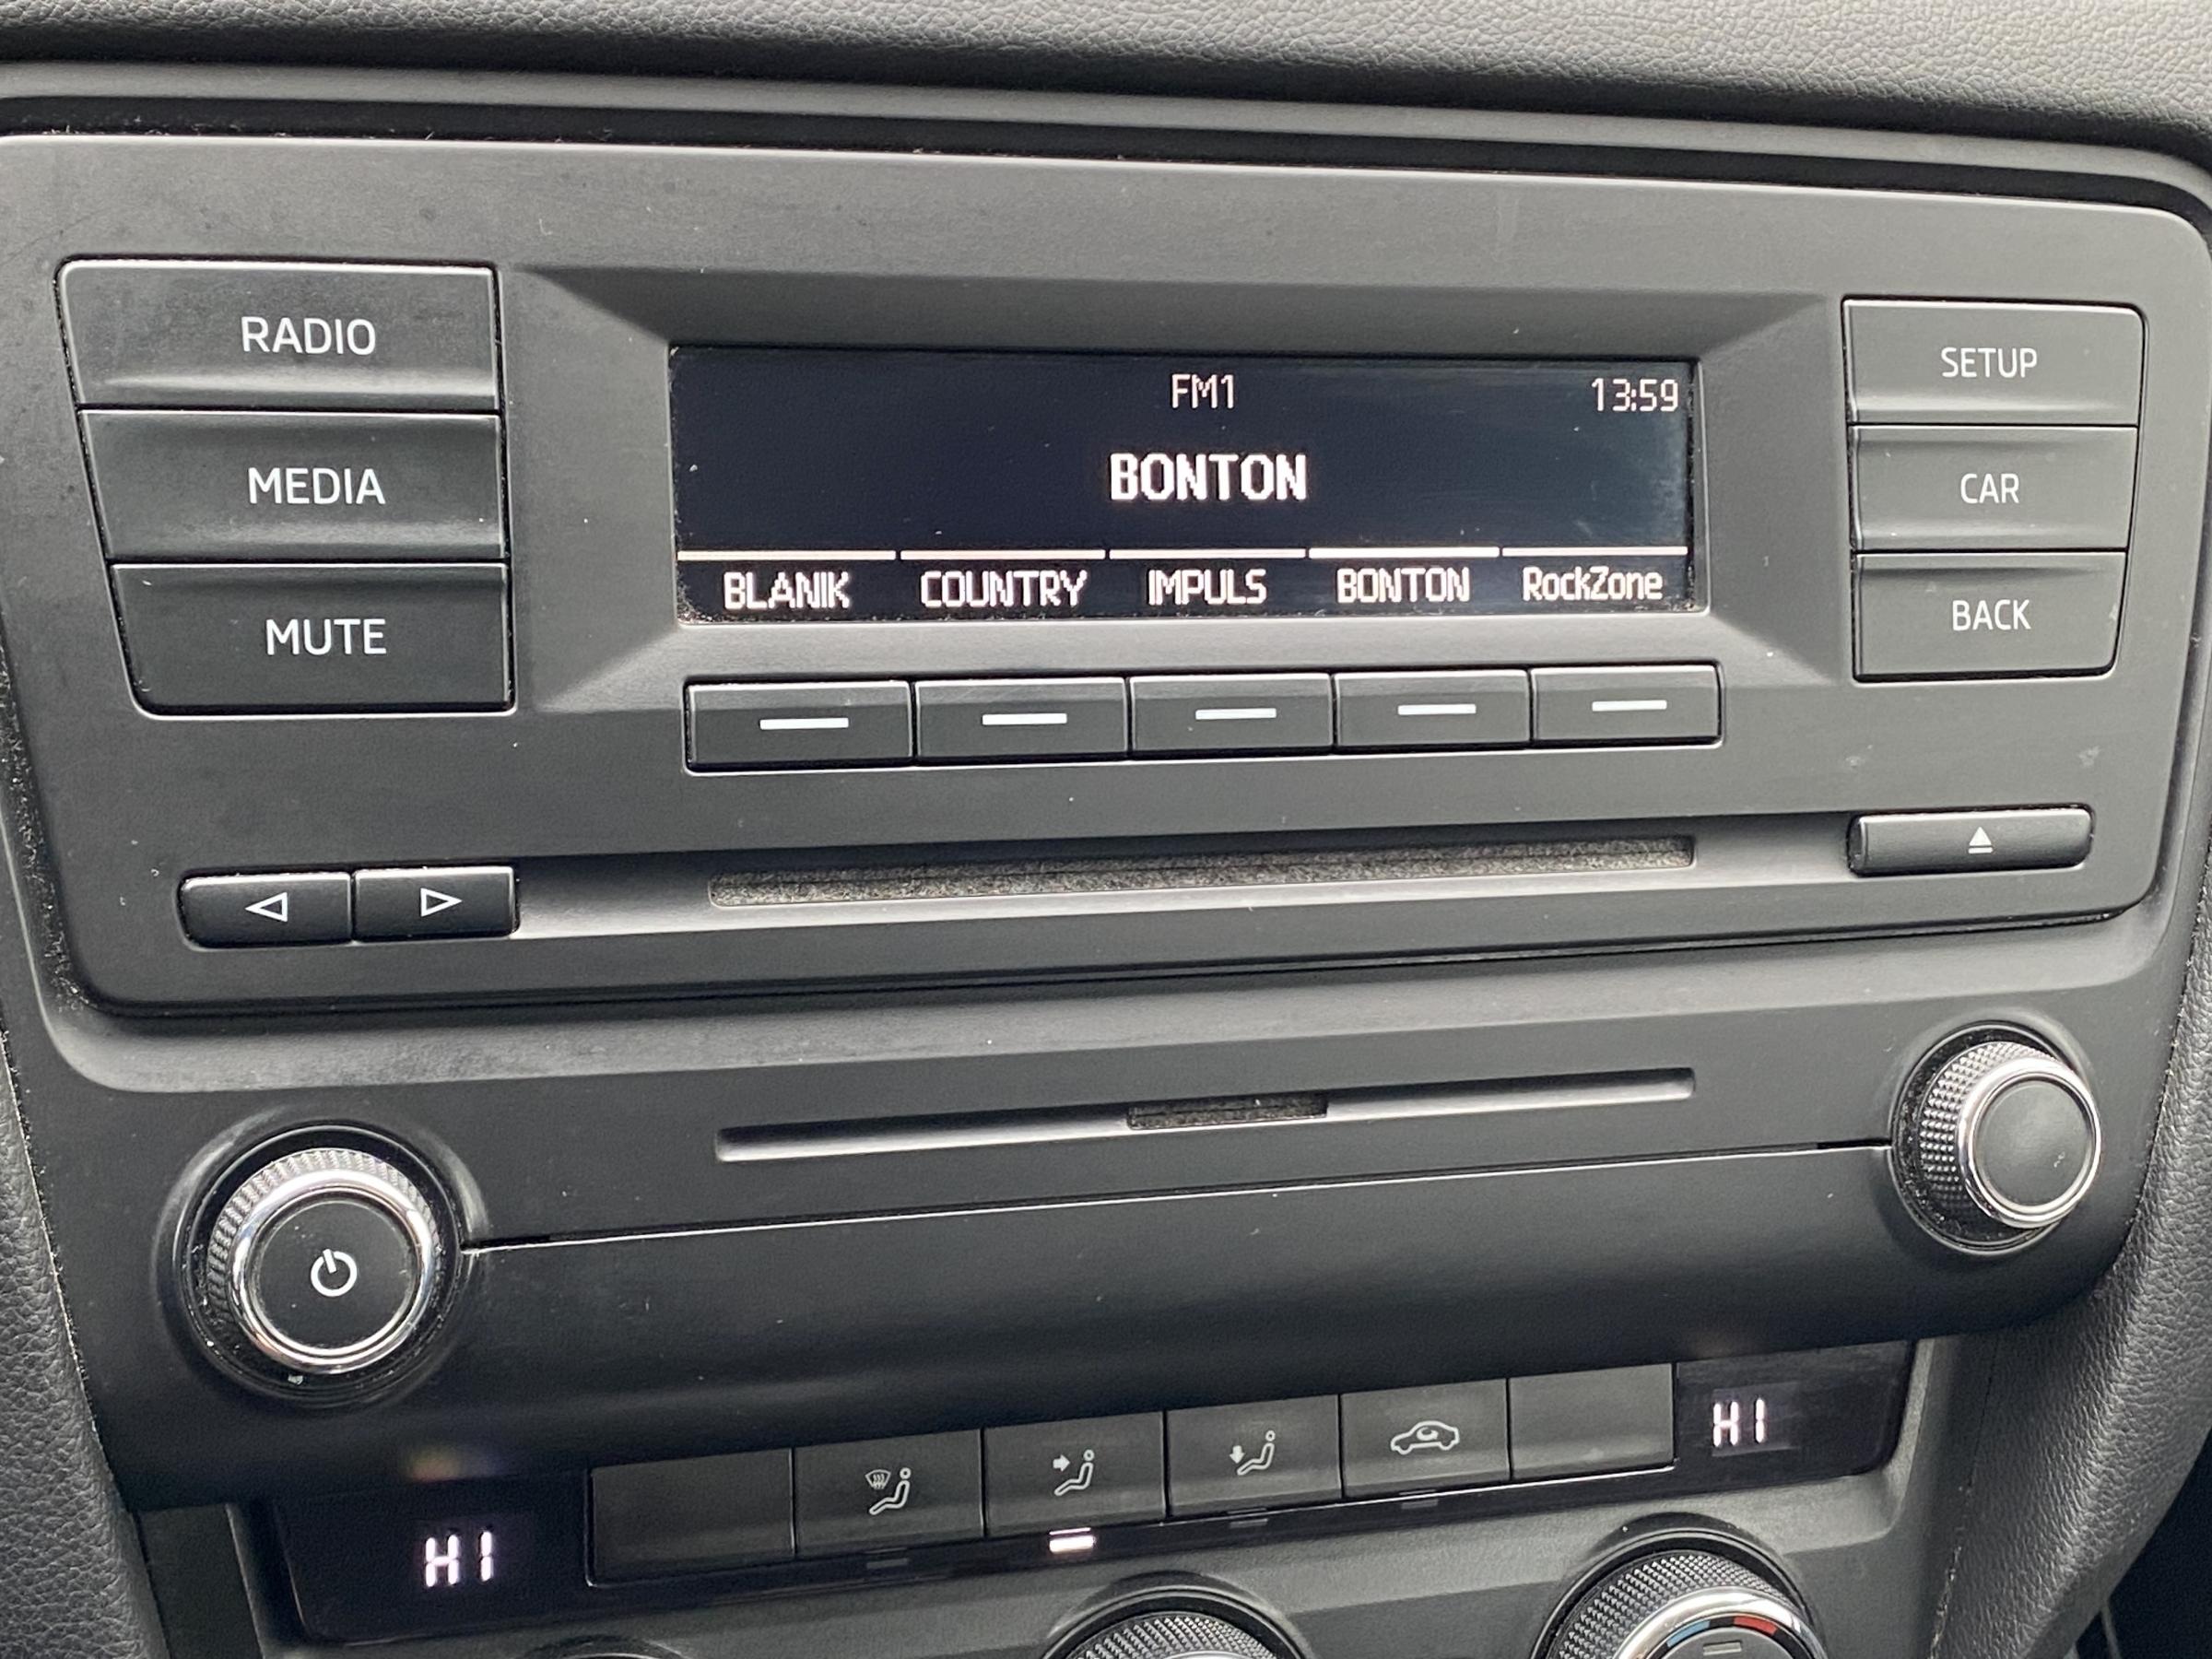 RADIO
MEDIA
MUTE
FM1 13:59
BONTON
BLANIK COUNTRY IMPULS BONTON RockZone
SETUP
CAR
BACK
HI
HI